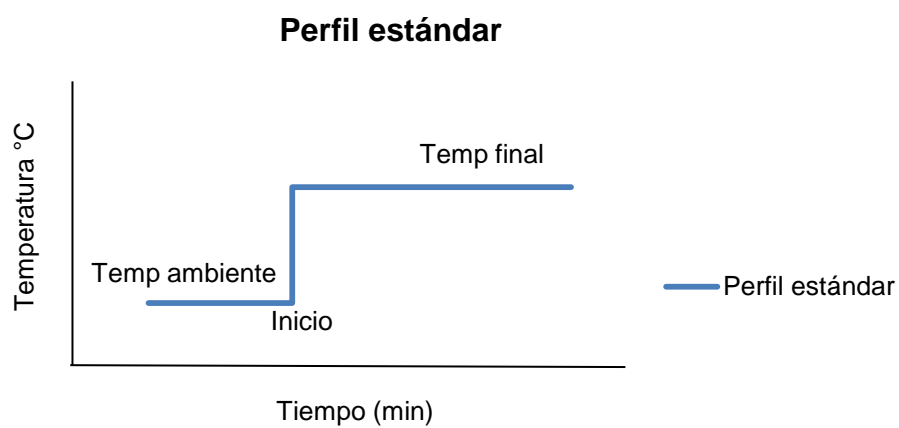 Perfil estándar
Temperatura °C
Temp final
Temp ambiente
Perfil estándar
Inicio
Tiempo (min)